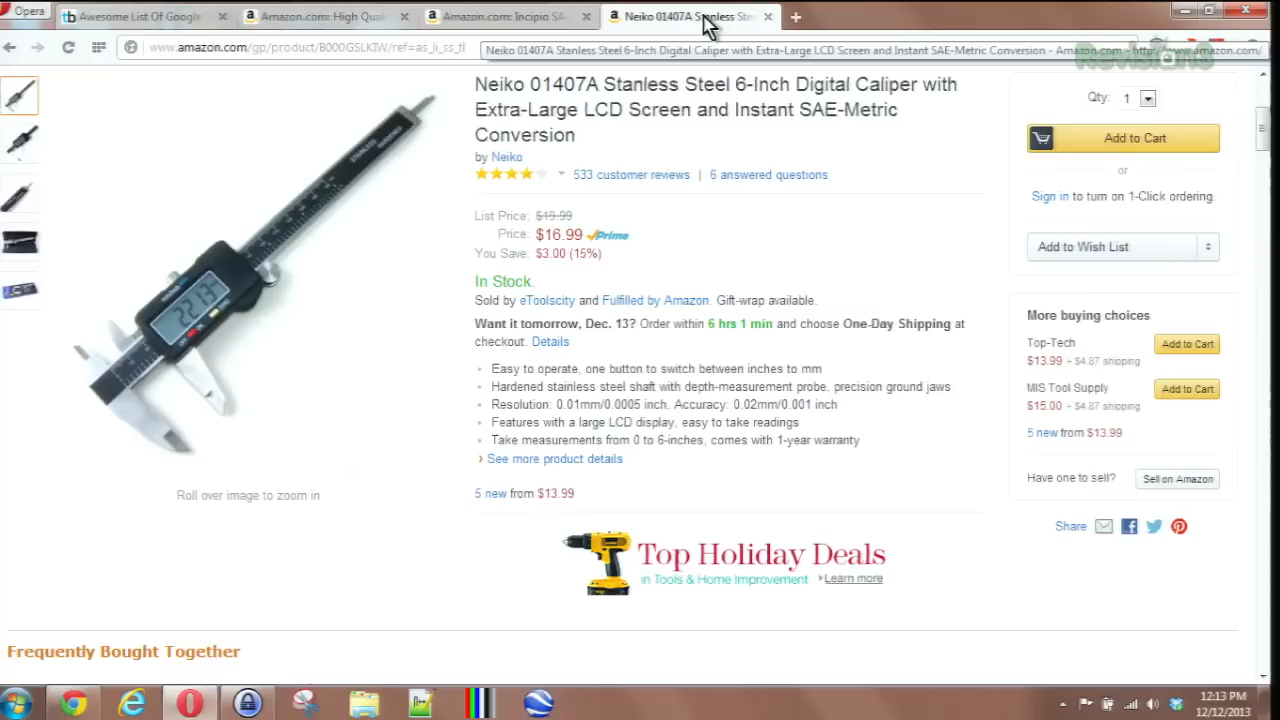 Opera
Awesome List Of Google
Amazon.com: High Qual
Amazon.com: Incipio SA
Neiko 01407A Stanless Ste
www.amazon.com/gp/product/B000GSLKIW/ref=as_li_ss_tl
Neiko 01407A Stanless Steel 6-Inch Digital Caliper with Extra-Large LCD Screen and Instant SAE-Metric Conversion - Amazon.com - http://www.amazon.com/
Revision3
Neiko 01407A Stanless Steel 6-Inch Digital Caliper with
Extra-Large LCD Screen and Instant SAE-Metric
Conversion
by Neiko
533 customer reviews | 6 answered questions
List Price: $19.99
Price: $16.99 Prime
You Save: $3.00 (15%)
In Stock.
Sold by eToolscity and Fulfilled by Amazon. Gift-wrap available.
Want it tomorrow, Dec. 13? Order within 6 hrs 1 min and choose One-Day Shipping at
checkout. Details
• Easy to operate, one button to switch between inches to mm
• Hardened stainless steel shaft with depth-measurement probe, precision ground jaws
• Resolution: 0.01mm/0.0005 inch, Accuracy: 0.02mm/0.001 inch
• Features with a large LCD display, easy to take readings
• Take measurements from 0 to 6-inches, comes with 1-year warranty
› See more product details
5 new from $13.99
Roll over image to zoom in
Qty: 1
Add to Cart
or
Sign in to turn on 1-Click ordering.
Add to Wish List
More buying choices
Top-Tech
Add to Cart
$13.99 + $4.87 shipping
MIS Tool Supply
Add to Cart
$15.00 + $4.87 shipping
5 new from $13.99
Have one to sell? Sell on Amazon
Share
Top Holiday Deals
in Tools & Home Improvement ›Learn more
Frequently Bought Together
12:13 PM
12/12/2013